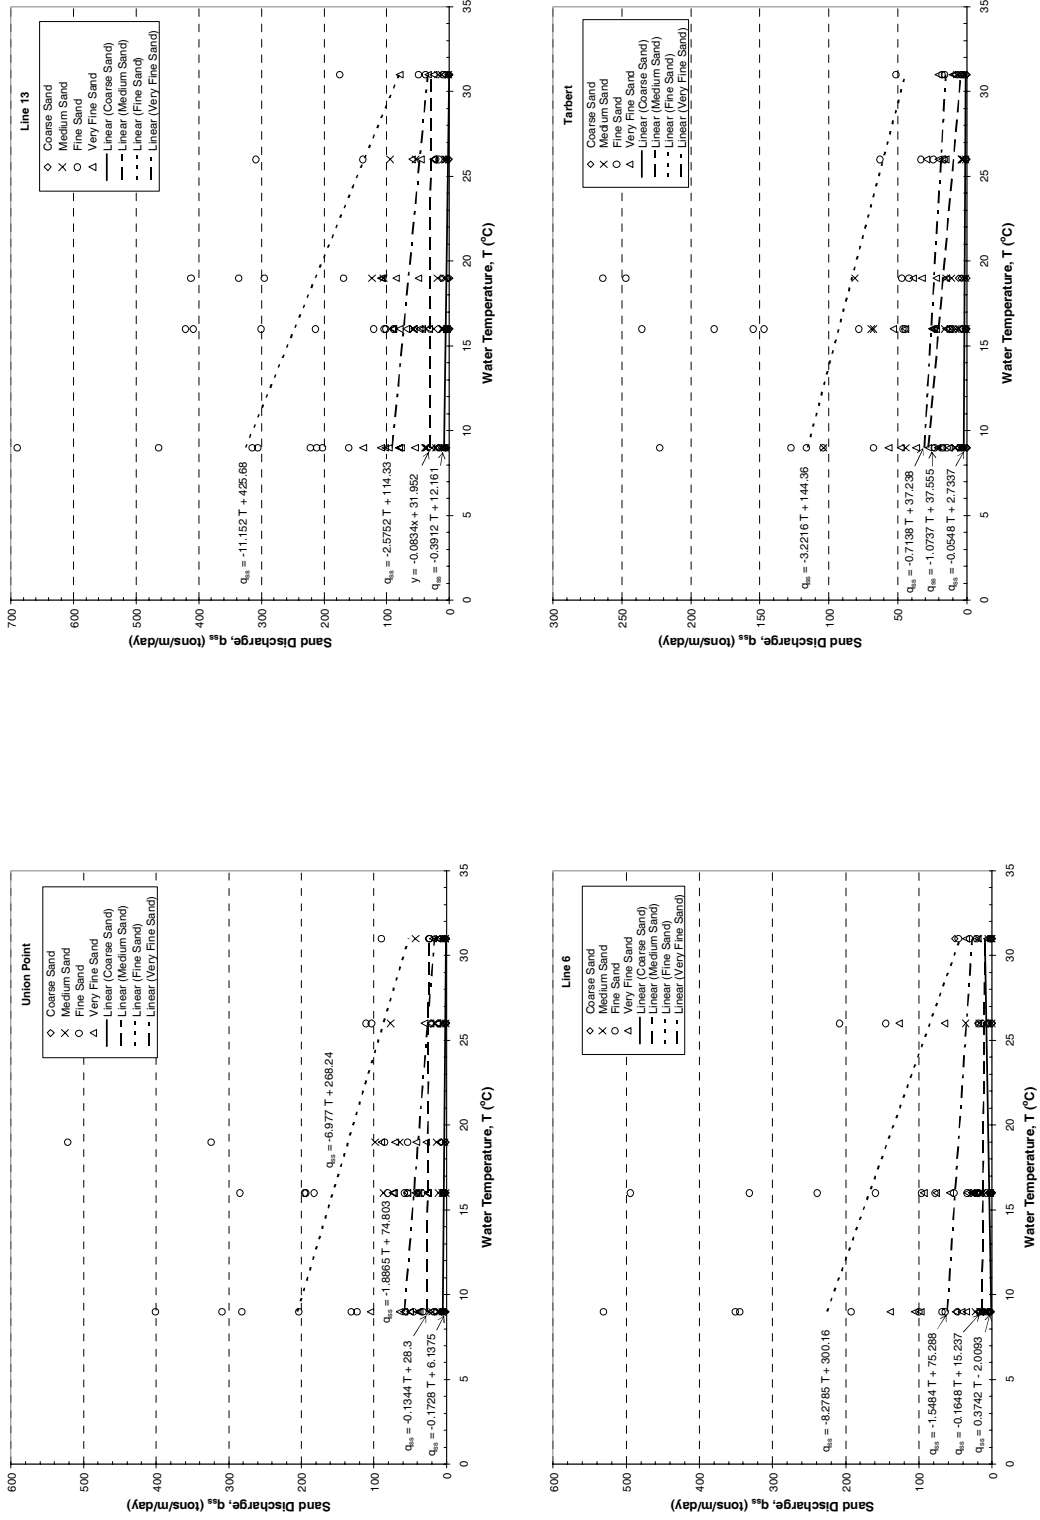 Union Point
600
500
400
300
200
100
0
0
5
10
15
20
25
30
35
Water Temperature, T (°C)
Sand Discharge, qss (tons/m/day)
Coarse Sand
Medium Sand
Fine Sand
Very Fine Sand
Linear (Coarse Sand)
Linear (Medium Sand)
Linear (Fine Sand)
Linear (Very Fine Sand)
qss = -6.977 T + 268.24
qss = -1.8865 T + 74.803
qss = -0.1344 T + 28.3
qss = -0.1728 T + 6.1375
Line 13
700
600
500
400
300
200
100
0
0
5
10
15
20
25
30
35
Water Temperature, T (°C)
Sand Discharge, qss (tons/m/day)
Coarse Sand
Medium Sand
Fine Sand
Very Fine Sand
Linear (Coarse Sand)
Linear (Medium Sand)
Linear (Fine Sand)
Linear (Very Fine Sand)
qss = -11.152 T + 425.68
qss = -2.5752 T + 114.33
y = -0.0834x + 31.952
qss = -0.3912 T + 12.161
Line 6
600
500
400
300
200
100
0
0
5
10
15
20
25
30
35
Water Temperature, T (°C)
Sand Discharge, qss (tons/m/day)
Coarse Sand
Medium Sand
Fine Sand
Very Fine Sand
Linear (Coarse Sand)
Linear (Medium Sand)
Linear (Fine Sand)
Linear (Very Fine Sand)
qss = -8.2785 T + 300.16
qss = -1.5484 T + 75.288
qss = -0.1648 T + 15.237
qss = 0.3742 T - 2.0093
Tarbert
300
250
200
150
100
50
0
0
5
10
15
20
25
30
35
Water Temperature, T (°C)
Sand Discharge, qss (tons/m/day)
Coarse Sand
Medium Sand
Fine Sand
Very Fine Sand
Linear (Coarse Sand)
Linear (Medium Sand)
Linear (Fine Sand)
Linear (Very Fine Sand)
qss = -3.2216 T + 144.36
qss = -0.7138 T + 37.238
qss = -1.0737 T + 37.555
qss = -0.0548 T + 2.7337